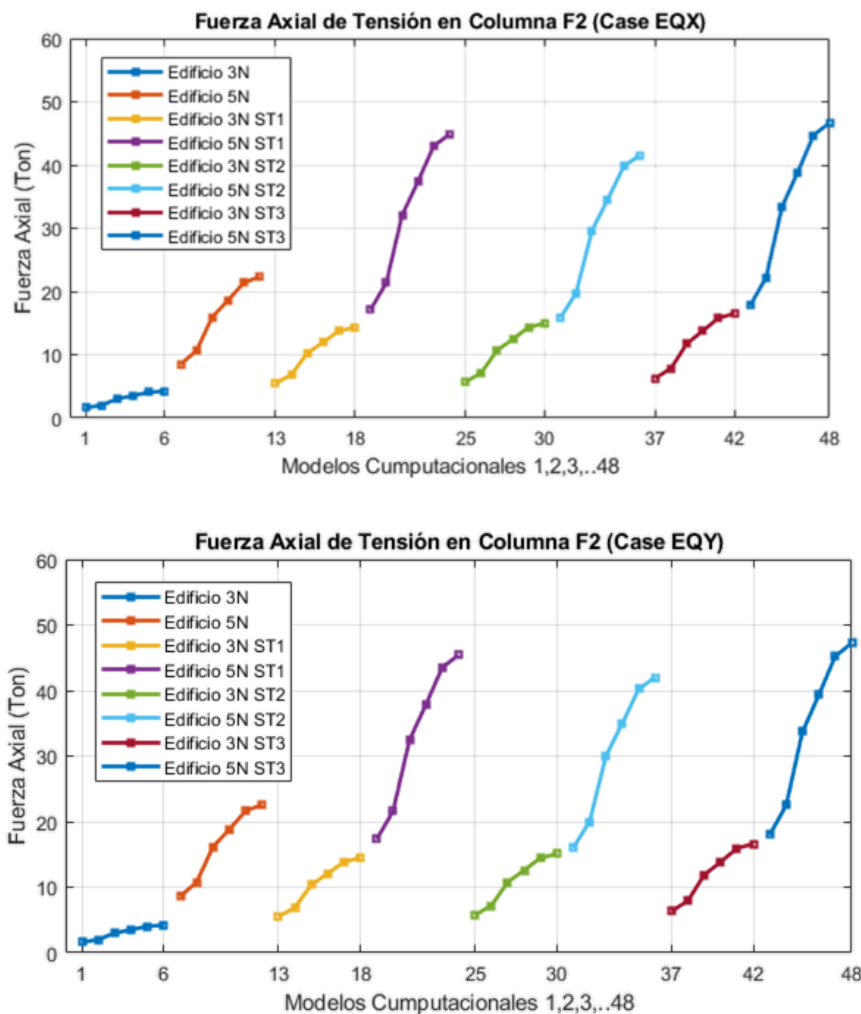 Fuerza Axial de Tensión en Columna F2 (Case EQX)
60
50
40
30
20
10
0
Fuerza Axial (Ton)
Edificio 3N
Edificio 5N
Edificio 3N ST1
Edificio 5N ST1
Edificio 3N ST2
Edificio 5N ST2
Edificio 3N ST3
Edificio 5N ST3
1 6 13 18 25 30 37 42 48
Modelos Cumputacionales 1,2,3,..48
Fuerza Axial de Tensión en Columna F2 (Case EQY)
60
50
40
30
20
10
0
Fuerza Axial (Ton)
Edificio 3N
Edificio 5N
Edificio 3N ST1
Edificio 5N ST1
Edificio 3N ST2
Edificio 5N ST2
Edificio 3N ST3
Edificio 5N ST3
1 6 13 18 25 30 37 42 48
Modelos Cumputacionales 1,2,3,..48